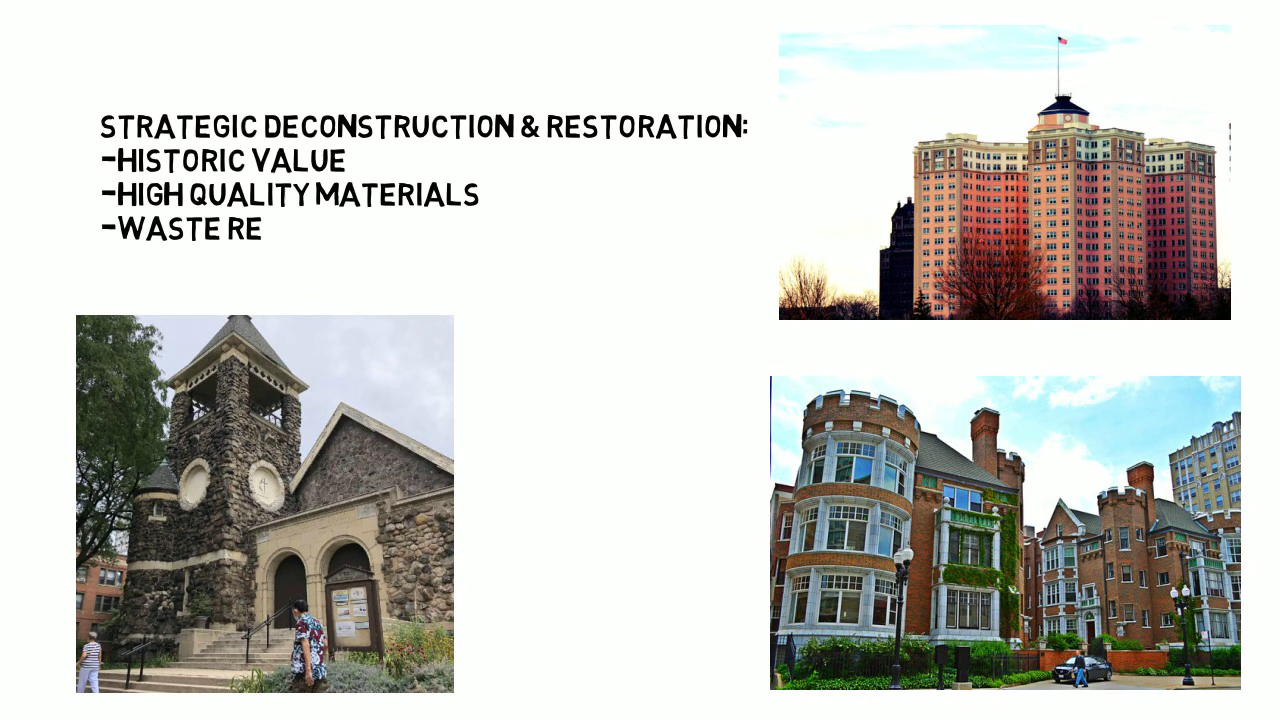 STRATEGIC DECONSTRUCTION & RESTORATION:
-HISTORIC VALUE
-HIGH QUALITY MATERIALS
-WASTE RE